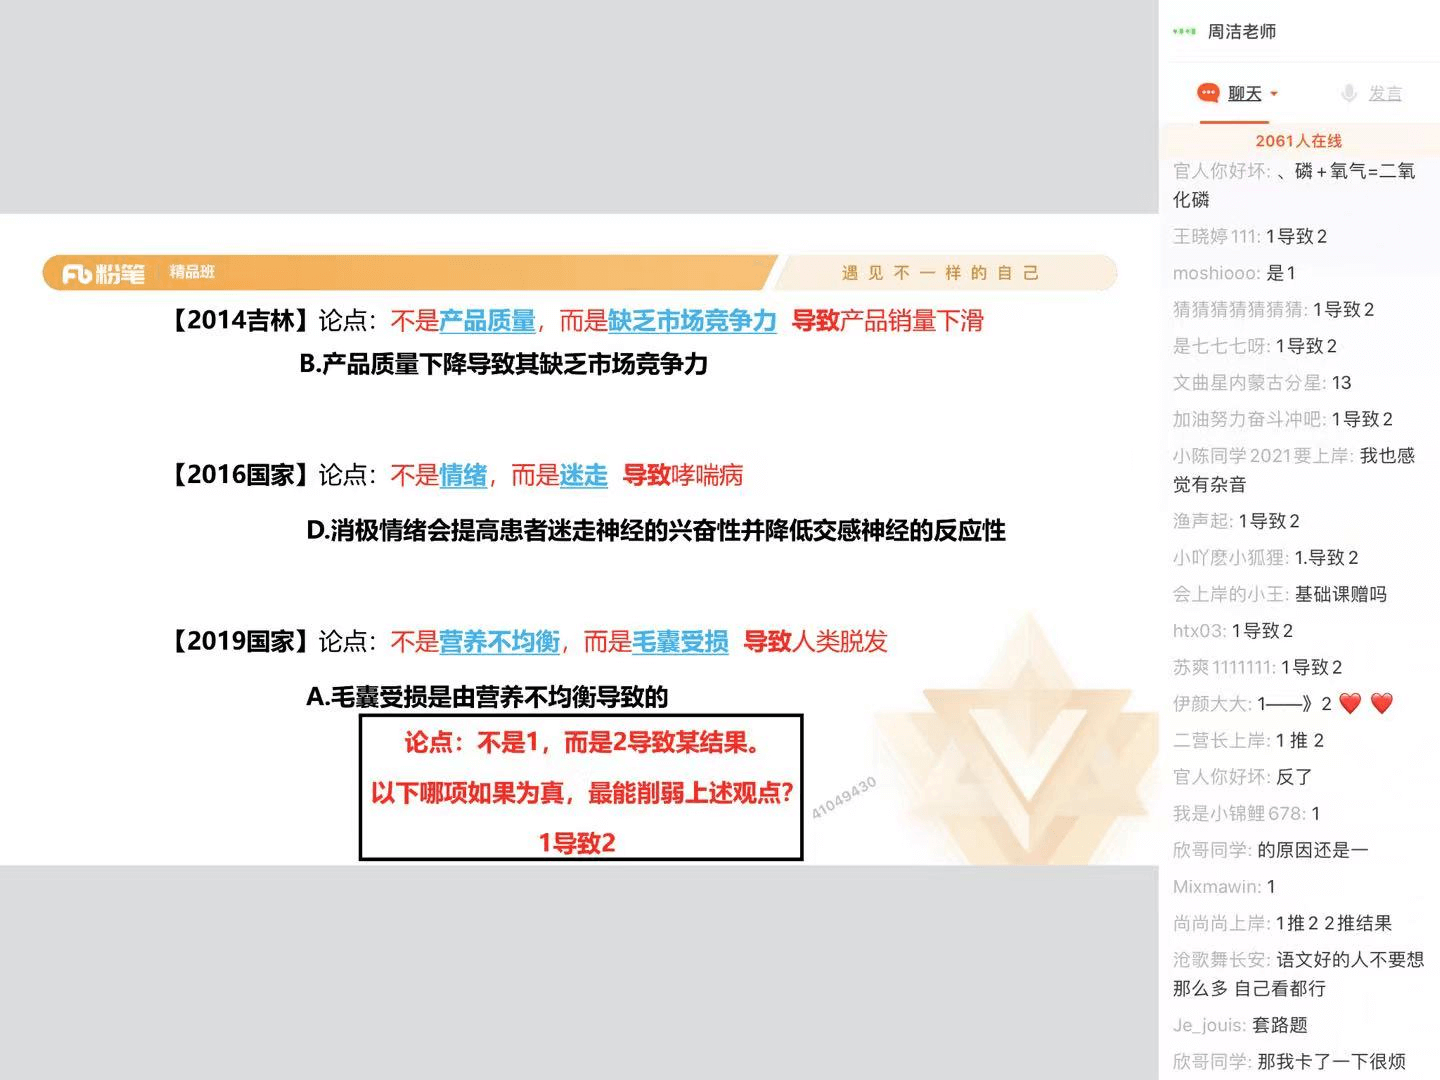 粉笔 精品班
遇见不一样的自己
【2014吉林】论点：不是产品质量，而是缺乏市场竞争力 导致产品销量下滑
B.产品质量下降导致其缺乏市场竞争力
【2016国家】论点：不是情绪，而是迷走 导致哮喘病
D.消极情绪会提高患者迷走神经的兴奋性并降低交感神经的反应性
【2019国家】论点：不是营养不均衡，而是毛囊受损 导致人类脱发
A.毛囊受损是由营养不均衡导致的
论点：不是1，而是2导致某结果。
以下哪项如果为真，最能削弱上述观点？
1导致2
41049430
周洁老师
聊天 发言
2061人在线
官人你好坏: 、磷+氧气=二氧
化磷
王晓婷111: 1导致2
moshiooo: 是1
猜猜猜猜猜猜猜: 1导致2
是七七七呀: 1导致2
文曲星内蒙古分星: 13
加油努力奋斗冲吧: 1导致2
小陈同学2021要上岸: 我也感
觉有杂音
渔声起: 1导致2
小吖麽小狐狸: 1.导致2
会上岸的小王: 基础课赠吗
htx03: 1导致2
苏爽1111111: 1导致2
伊颜大大: 1——》2 ❤️ ❤️
二营长上岸: 1 推 2
官人你好坏: 反了
我是小锦鲤678: 1
欣哥同学: 的原因还是一
Mixmawin: 1
尚尚尚上岸: 1推2 2推结果
沧歌舞长安: 语文好的人不要想
那么多 自己看都行
Je_jouis: 套路题
欣哥同学: 那我卡了一下很烦